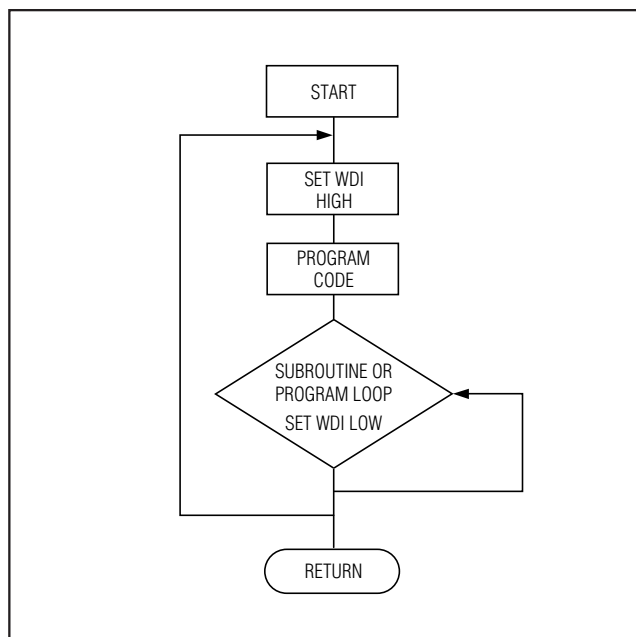 START
SET WDI
HIGH
PROGRAM
CODE
SUBROUTINE OR
PROGRAM LOOP
SET WDI LOW
RETURN